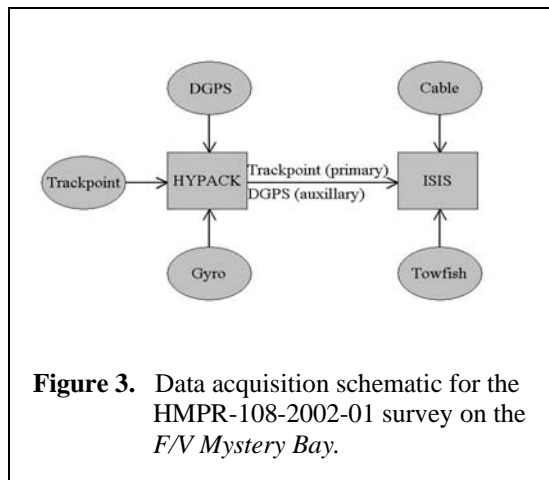 DGPS
Cable
Trackpoint
HYPACK
Trackpoint (primary)
DGPS (auxillary)
ISIS
Gyro
Towfish
Figure 3. Data acquisition schematic for the
HMPR-108-2002-01 survey on the
F/V Mystery Bay.